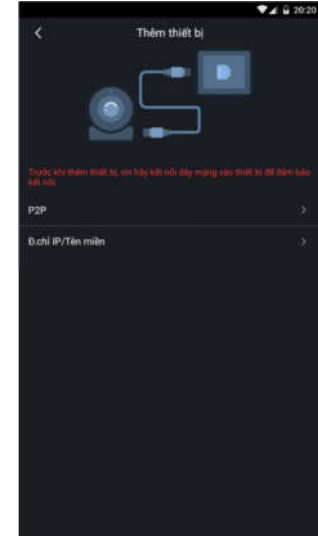 20:20
Thêm thiết bị
Trước khi thêm thiết bị, xin hãy kết nối dây mạng vào thiết bị để đảm bảo
kết nối.
P2P
Đ.chỉ IP/Tên miền